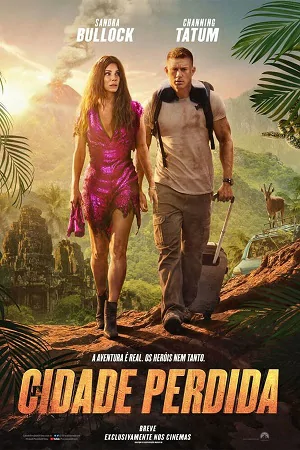 SANDRA
BULLOCK
CHANNING
TATUM
A AVENTURA É REAL. OS HERÓIS NEM TANTO.
CIDADE PERDIDA
BREVE
EXCLUSIVAMENTE NOS CINEMAS